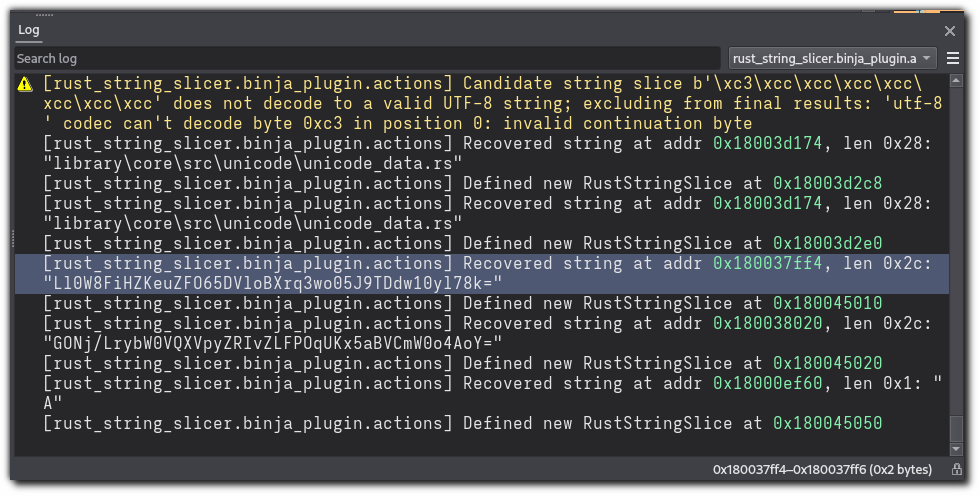 Log
Search log
rust_string_slicer.binja_plugin.a
[rust_string_slicer.binja_plugin.actions] Candidate string slice b'\xc3\xcc\xcc\xcc\xcc\
xcc\xcc\xcc' does not decode to a valid UTF-8 string; excluding from final results: 'utf-8
' codec can't decode byte 0xc3 in position 0: invalid continuation byte
[rust_string_slicer.binja_plugin.actions] Recovered string at addr 0x18003d174, len 0x28:
"library\core\src\unicode\unicode_data.rs"
[rust_string_slicer.binja_plugin.actions] Defined new RustStringSlice at 0x18003d2c8
[rust_string_slicer.binja_plugin.actions] Recovered string at addr 0x18003d174, len 0x28:
"library\core\src\unicode\unicode_data.rs"
[rust_string_slicer.binja_plugin.actions] Defined new RustStringSlice at 0x18003d2e0
[rust_string_slicer.binja_plugin.actions] Recovered string at addr 0x180037ff4, len 0x2c:
"Ll0W8FiHZKeuZFO65DVloBXrq3wo05J9TDdw10yl78k="
[rust_string_slicer.binja_plugin.actions] Defined new RustStringSlice at 0x180045010
[rust_string_slicer.binja_plugin.actions] Recovered string at addr 0x180038020, len 0x2c:
"GONj/LrybW0VQXVpyZRIvZLFPOqUKx5aBVCmW0o4AoY="
[rust_string_slicer.binja_plugin.actions] Defined new RustStringSlice at 0x180045020
[rust_string_slicer.binja_plugin.actions] Recovered string at addr 0x18000ef60, len 0x1: "
A"
[rust_string_slicer.binja_plugin.actions] Defined new RustStringSlice at 0x180045050
0x180037ff4–0x180037ff6 (0x2 bytes)